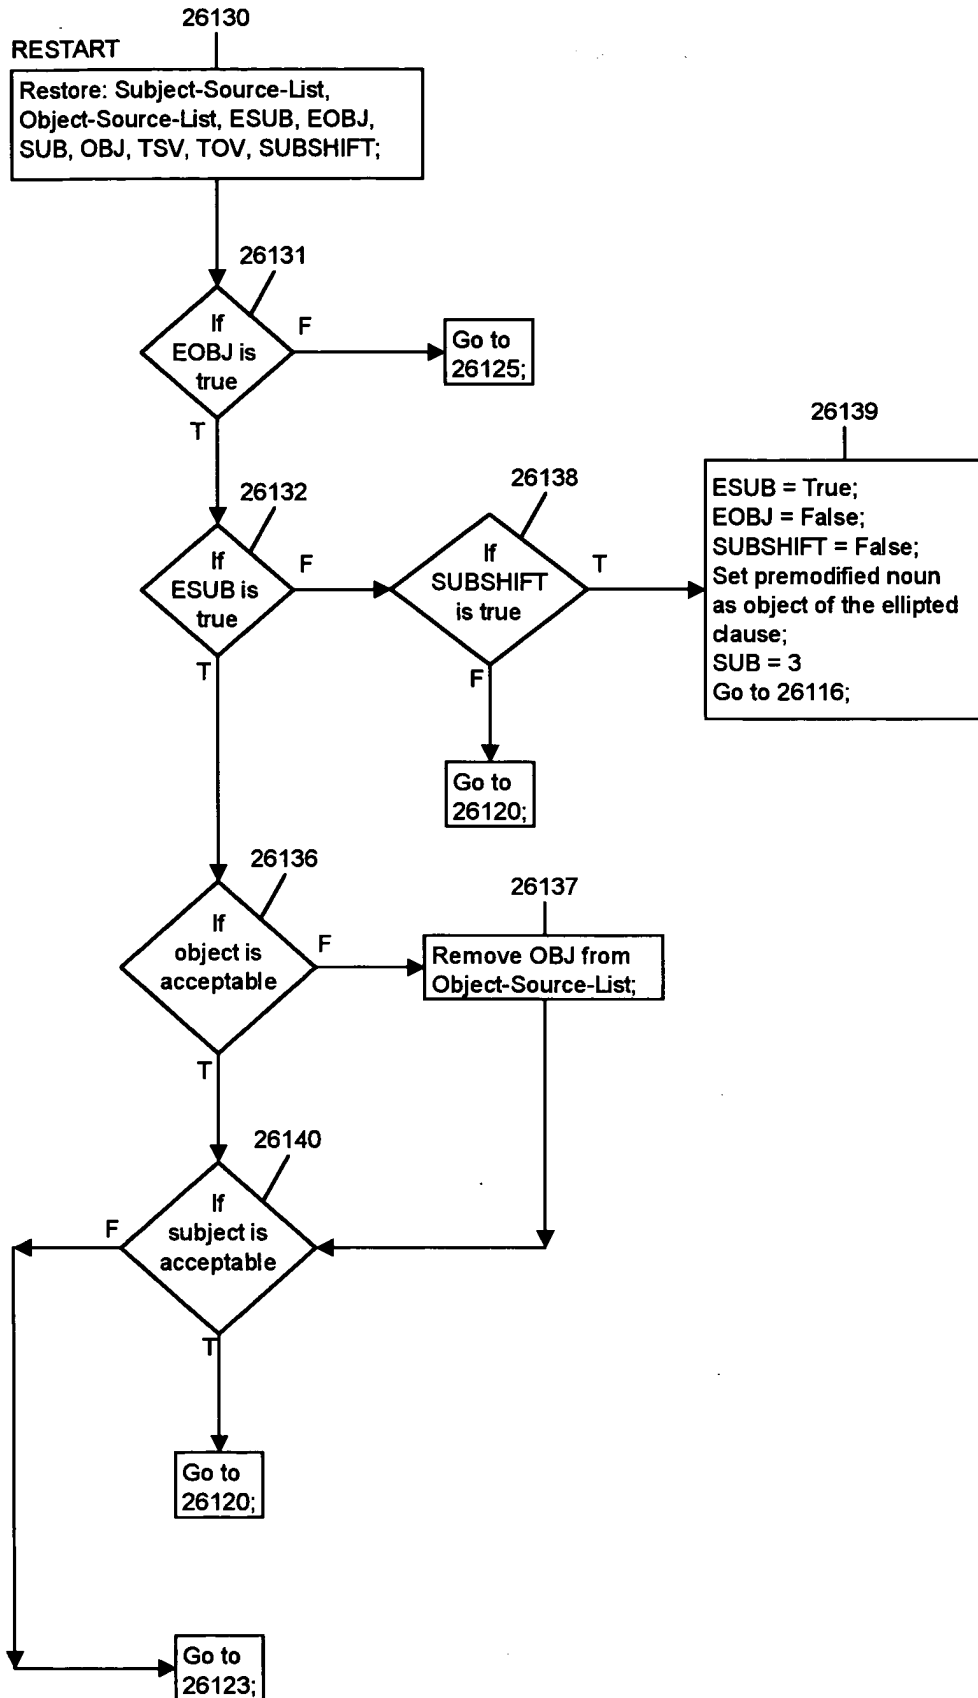 26130
RESTART
Restore: Subject-Source-List,
Object-Source-List, ESUB, EOBJ,
SUB, OBJ, TSV, TOV, SUBSHIFT;
26131
If
EOBJ is
true
F
Go to
26125;
T
26132
If
ESUB is
true
F
26138
If
SUBSHIFT
is true
T
26139
ESUB = True;
EOBJ = False;
SUBSHIFT = False;
Set premodified noun
as object of the ellipted
clause;
SUB = 3
Go to 26116;
F
Go to
26120;
T
26136
If
object is
acceptable
F
26137
Remove OBJ from
Object-Source-List;
T
26140
If
subject is
acceptable
F
T
Go to
26120;
Go to
26123;